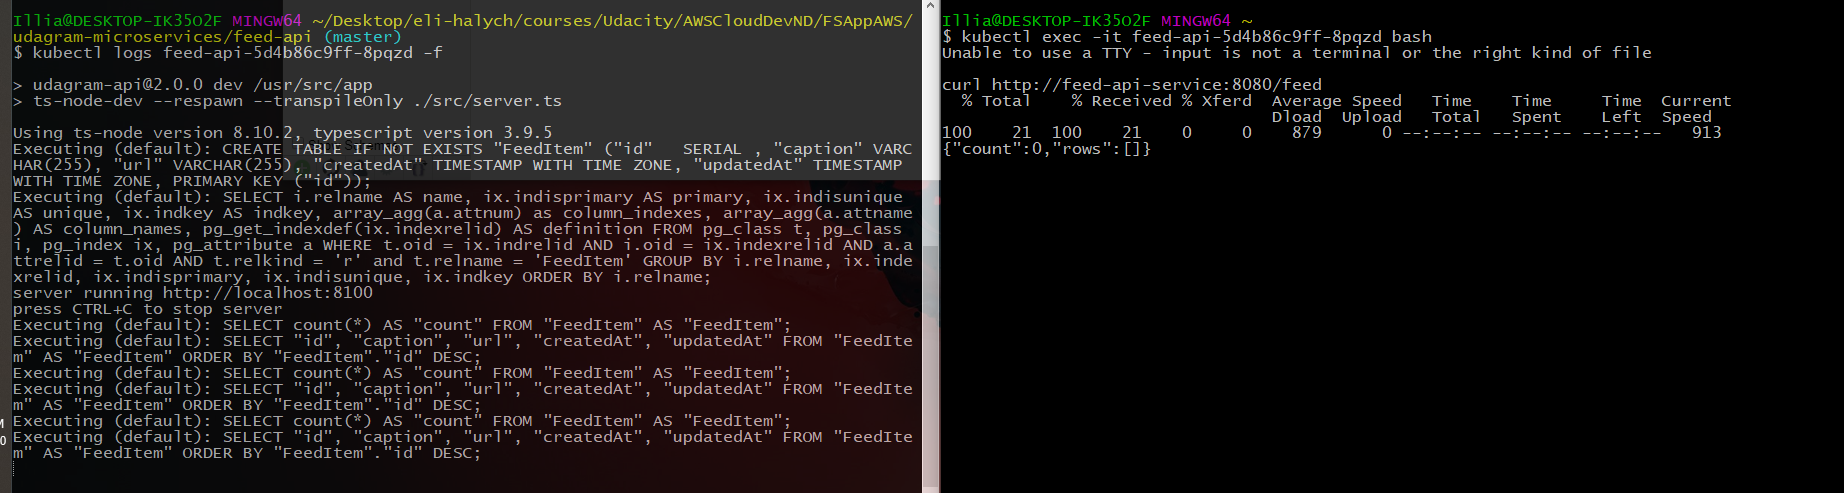 Illia@DESKTOP-IK35O2F MINGW64 ~/Desktop/eli-halych/courses/Udacity/AWSCloudDevND/FSAppAWS/
udagram-microservices/feed-api (master)
$ kubectl logs feed-api-5d4b86c9ff-8pqzd -f
> udagram-api@2.0.0 dev /usr/src/app
> ts-node-dev --respawn --transpileOnly ./src/server.ts
Using ts-node version 8.10.2, typescript version 3.9.5
Executing (default): CREATE TABLE IF NOT EXISTS "FeedItem" ("id"   SERIAL , "caption" VARC
HAR(255), "url" VARCHAR(255), "createdAt" TIMESTAMP WITH TIME ZONE, "updatedAt" TIMESTAMP
WITH TIME ZONE, PRIMARY KEY ("id"));
Executing (default): SELECT i.relname AS name, ix.indisprimary AS primary, ix.indisunique
AS unique, ix.indkey AS indkey, array_agg(a.attnum) as column_indexes, array_agg(a.attname
) AS column_names, pg_get_indexdef(ix.indexrelid) AS definition FROM pg_class t, pg_class
i, pg_index ix, pg_attribute a WHERE t.oid = ix.indrelid AND i.oid = ix.indexrelid AND a.a
ttrelid = t.oid AND t.relkind = 'r' and t.relname = 'FeedItem' GROUP BY i.relname, ix.inde
xrelid, ix.indisprimary, ix.indisunique, ix.indkey ORDER BY i.relname;
server running http://localhost:8100
press CTRL+C to stop server
Executing (default): SELECT count(*) AS "count" FROM "FeedItem" AS "FeedItem";
Executing (default): SELECT "id", "caption", "url", "createdAt", "updatedAt" FROM "FeedIte
m" AS "FeedItem" ORDER BY "FeedItem"."id" DESC;
Executing (default): SELECT count(*) AS "count" FROM "FeedItem" AS "FeedItem";
Executing (default): SELECT "id", "caption", "url", "createdAt", "updatedAt" FROM "FeedIte
m" AS "FeedItem" ORDER BY "FeedItem"."id" DESC;
Executing (default): SELECT count(*) AS "count" FROM "FeedItem" AS "FeedItem";
Executing (default): SELECT "id", "caption", "url", "createdAt", "updatedAt" FROM "FeedIte
m" AS "FeedItem" ORDER BY "FeedItem"."id" DESC;
Illia@DESKTOP-IK35O2F MINGW64 ~
$ kubectl exec -it feed-api-5d4b86c9ff-8pqzd bash
Unable to use a TTY - input is not a terminal or the right kind of file
curl http://feed-api-service:8080/feed
  % Total    % Received % Xferd  Average Speed   Time    Time     Time  Current
                                 Dload  Upload   Total   Spent    Left  Speed
100    21  100    21    0     0    879      0 --:--:-- --:--:-- --:--:--   913
{"count":0,"rows":[]}